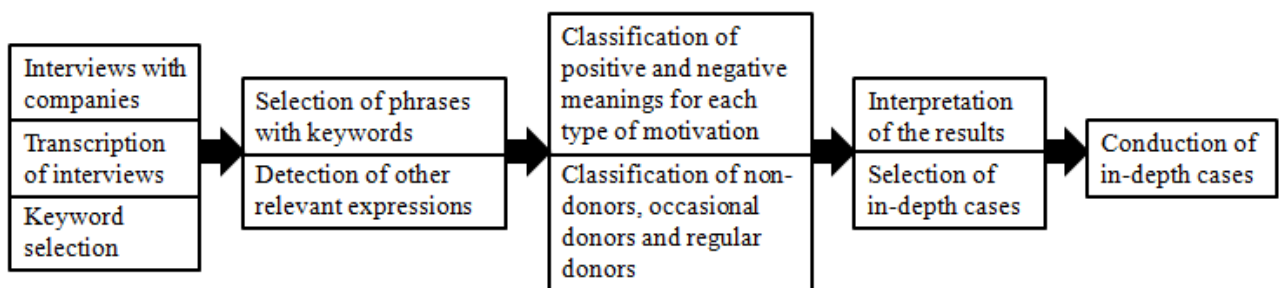 Interviews with
companies
Transcription
of interviews
Keyword
selection
Selection of phrases
with keywords
Detection of other
relevant expressions
Classification of
positive and negative
meanings for each
type of motivation
Classification of non-
donors, occasional
donors and regular
donors
Interpretation
of the results
Selection of
in-depth cases
Conduction of
in-depth cases